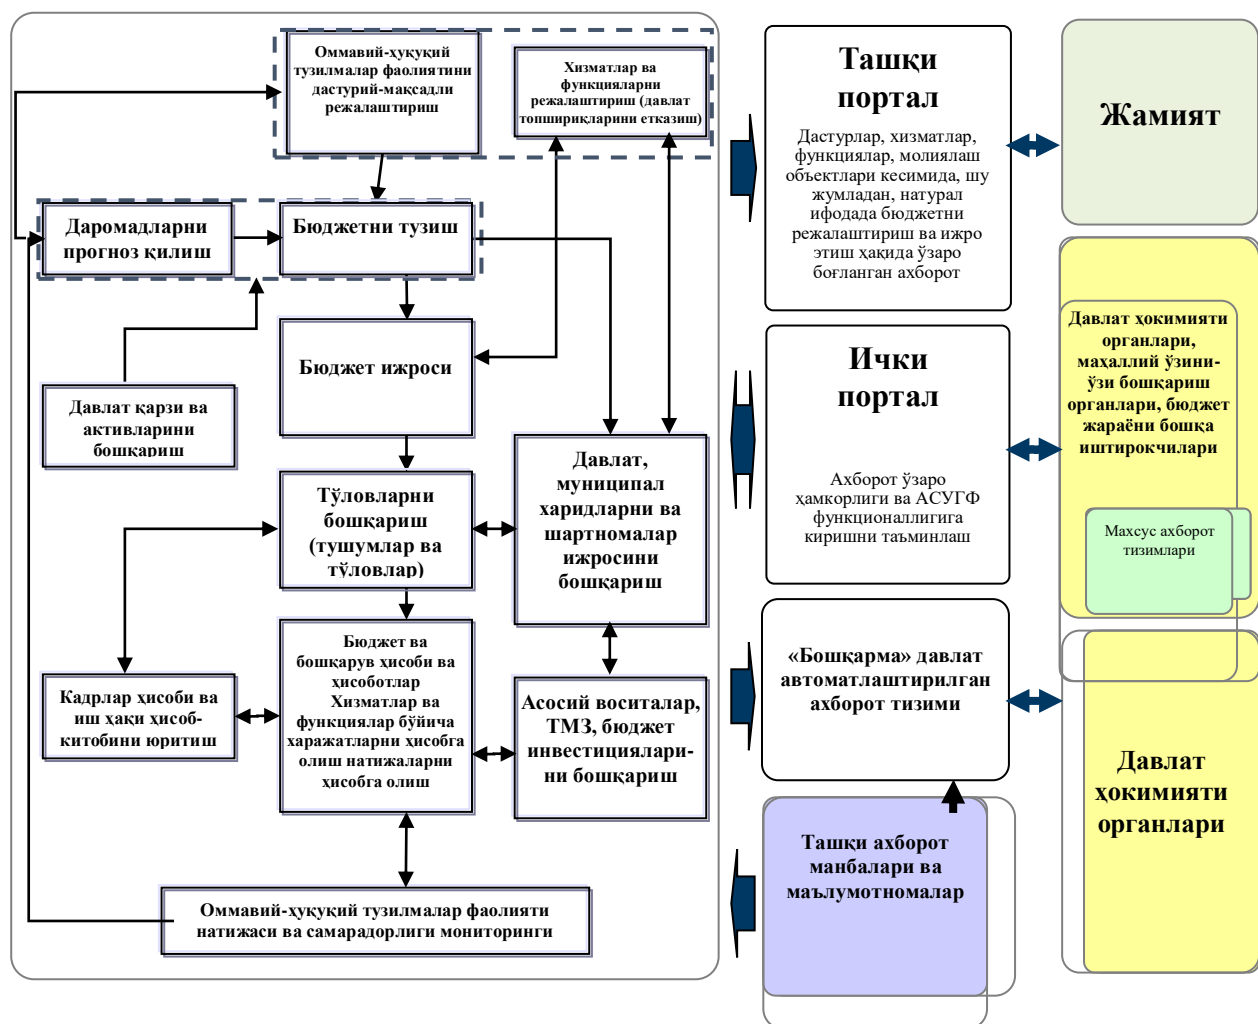 Оммавий-ҳуқуқий
тузилмалар фаолиятини
дастурий-мақсадли
режалаштириш
Хизматлар ва
функцияларни
режалаштириш (давлат
топшириқларини етказиш)
Даромадларни
прогноз қилиш
Бюджетни тузиш
Бюджет ижроси
Давлат қарзи ва
активларини
бошқариш
Тўловларни
бошқариш
(тушумлар ва
тўловлар)
Давлат,
муниципал
харидларни ва
шартномалар
ижросини
бошқариш
Кадрлар ҳисоби ва
иш ҳақи ҳисоб-
китобини юритиш
Бюджет ва
бошқарув ҳисоби ва
ҳисоботлар
Хизматлар ва
функциялар бўйича
харажатларни ҳисобга
олиш натижаларни
ҳисобга олиш
Асосий воситалар,
ТМЗ, бюджет
инвестициялари-
ни бошқариш
Оммавий-ҳуқуқий тузилмалар фаолияти
натижаси ва самарадорлиги мониторинги
Ташқи
портал
Дастурлар, хизматлар,
функциялар, молиялаш
объектлари кесимида, шу
жумладан, натурал
ифодада бюджетни
режалаштириш ва ижро
этиш ҳақида ўзаро
боғланган ахборот
Ички
портал
Ахборот ўзаро
ҳамкорлиги ва АСУГФ
функционаллигига
киришни таъминлаш
«Бошқарма» давлат
автоматлаштирилган
ахборот тизими
Ташқи ахборот
манбалари ва
маълумотномалар
Жамият
Давлат ҳокимияти
органлари,
маҳаллий ўзини-
ўзи бошқариш
органлари, бюджет
жараёни бошқа
иштирокчилари
Махсус ахборот
тизимлари
Давлат
ҳокимияти
органлари